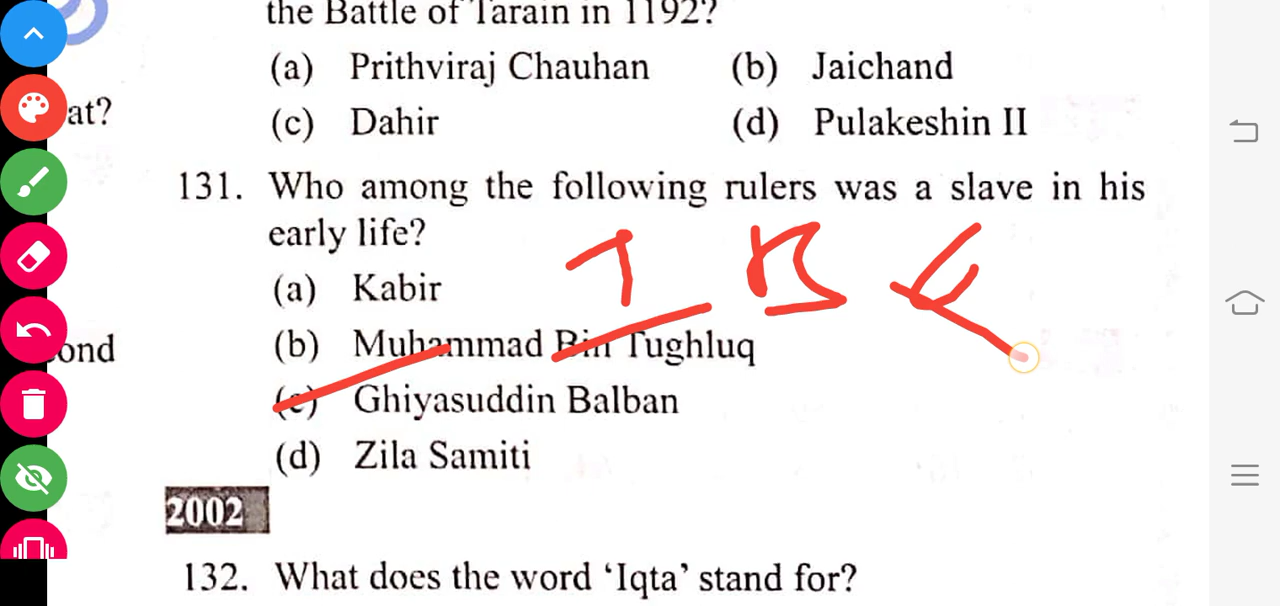 the Battle of Tarain in 1192?
(a) Prithviraj Chauhan (b) Jaichand
at?
(c) Dahir (d) Pulakeshin II
131. Who among the following rulers was a slave in his
early life?
(a) Kabir
ond
(b) Muhammad Bin Tughluq
(c) Ghiyasuddin Balban
(d) Zila Samiti
2002
132. What does the word ‘Iqta’ stand for?